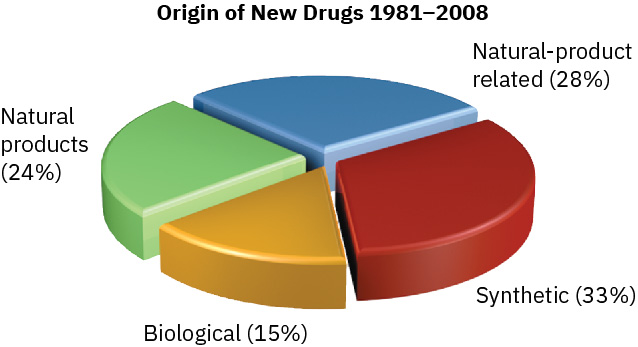 Origin of New Drugs 1981–2008
Natural-product
related (28%)
Natural
products
(24%)
Synthetic (33%)
Biological (15%)